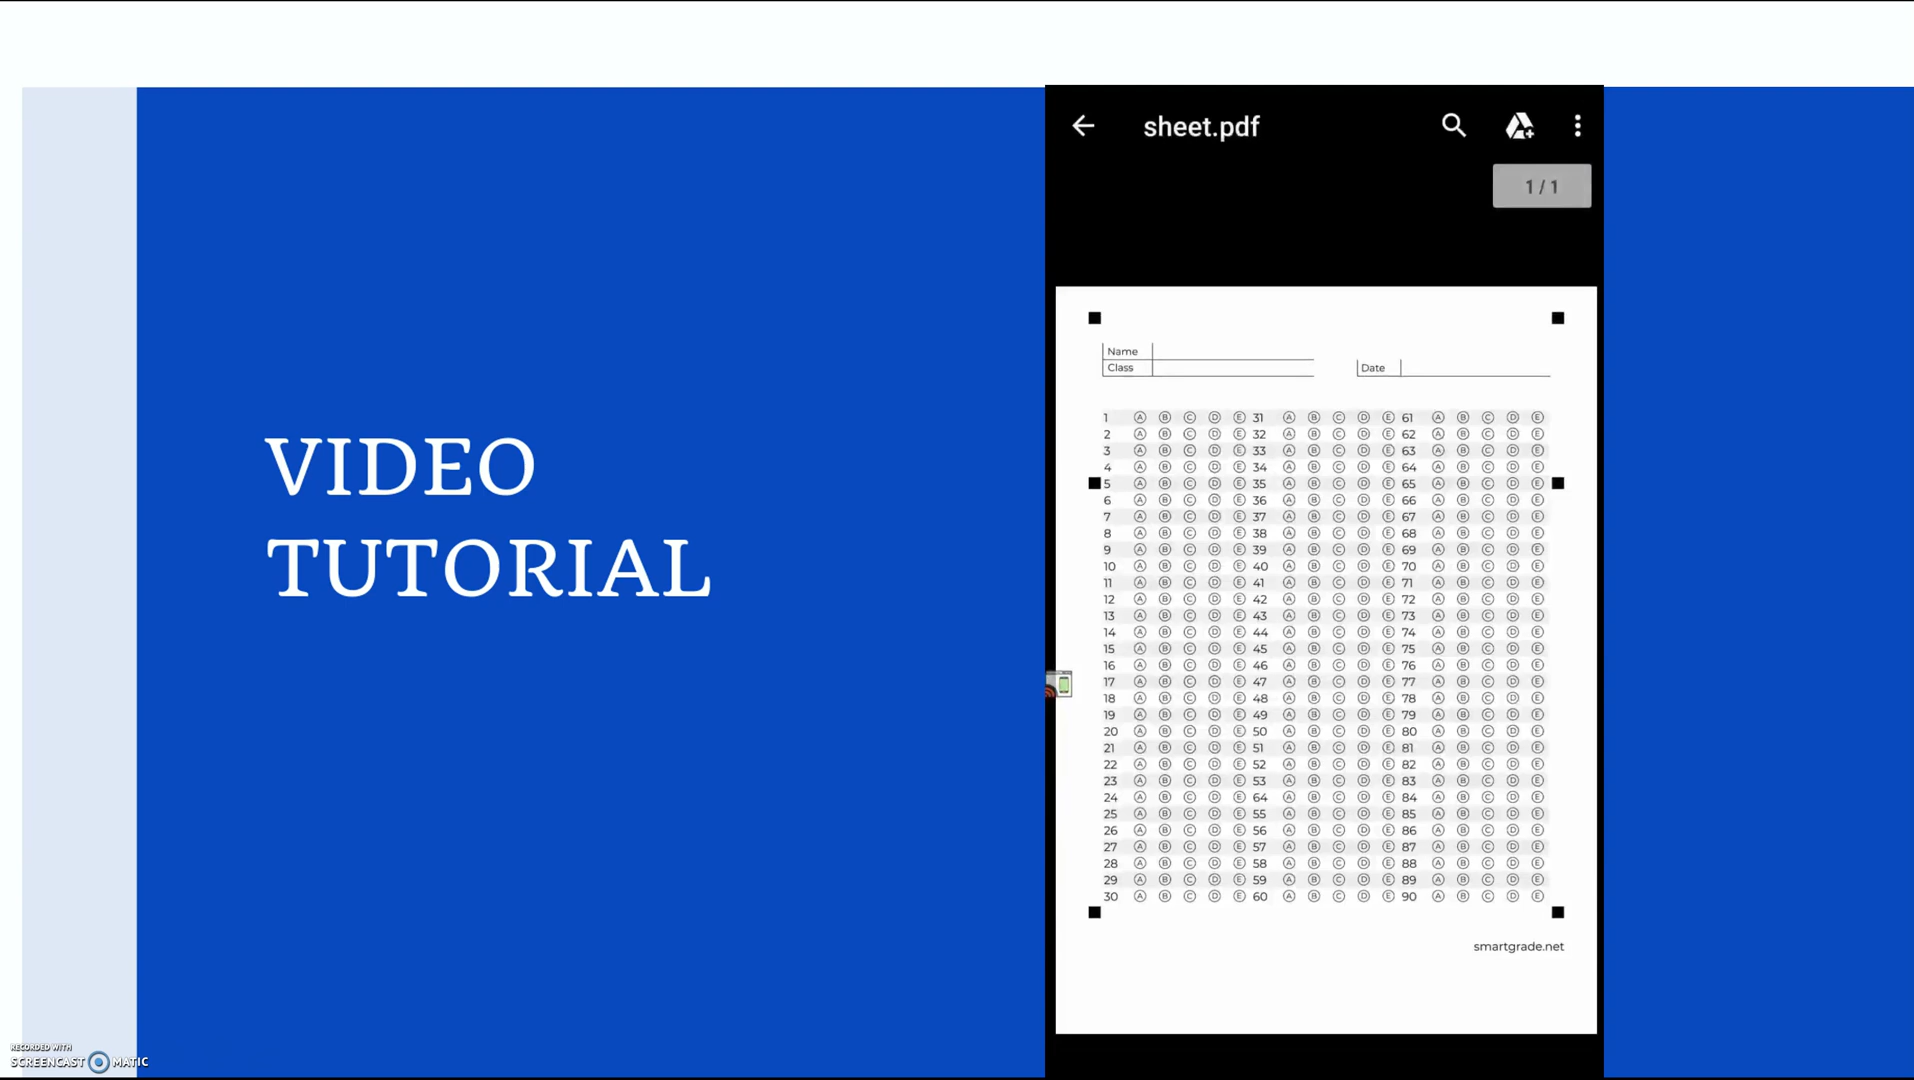 VIDEO
TUTORIAL
sheet.pdf
1 / 1
Name
Class
Date
1 A B C D E 31 A B C D E 61 A B C D E
2 A B C D E 32 A B C D E 62 A B C D E
3 A B C D E 33 A B C D E 63 A B C D E
4 A B C D E 34 A B C D E 64 A B C D E
5 A B C D E 35 A B C D E 65 A B C D E
6 A B C D E 36 A B C D E 66 A B C D E
7 A B C D E 37 A B C D E 67 A B C D E
8 A B C D E 38 A B C D E 68 A B C D E
9 A B C D E 39 A B C D E 69 A B C D E
10 A B C D E 40 A B C D E 70 A B C D E
11 A B C D E 41 A B C D E 71 A B C D E
12 A B C D E 42 A B C D E 72 A B C D E
13 A B C D E 43 A B C D E 73 A B C D E
14 A B C D E 44 A B C D E 74 A B C D E
15 A B C D E 45 A B C D E 75 A B C D E
16 A B C D E 46 A B C D E 76 A B C D E
17 A B C D E 47 A B C D E 77 A B C D E
18 A B C D E 48 A B C D E 78 A B C D E
19 A B C D E 49 A B C D E 79 A B C D E
20 A B C D E 50 A B C D E 80 A B C D E
21 A B C D E 51 A B C D E 81 A B C D E
22 A B C D E 52 A B C D E 82 A B C D E
23 A B C D E 53 A B C D E 83 A B C D E
24 A B C D E 64 A B C D E 84 A B C D E
25 A B C D E 55 A B C D E 85 A B C D E
26 A B C D E 56 A B C D E 86 A B C D E
27 A B C D E 57 A B C D E 87 A B C D E
28 A B C D E 58 A B C D E 88 A B C D E
29 A B C D E 59 A B C D E 89 A B C D E
30 A B C D E 60 A B C D E 90 A B C D E
smartgrade.net
RECORDED WITH
SCREENCAST MATIC